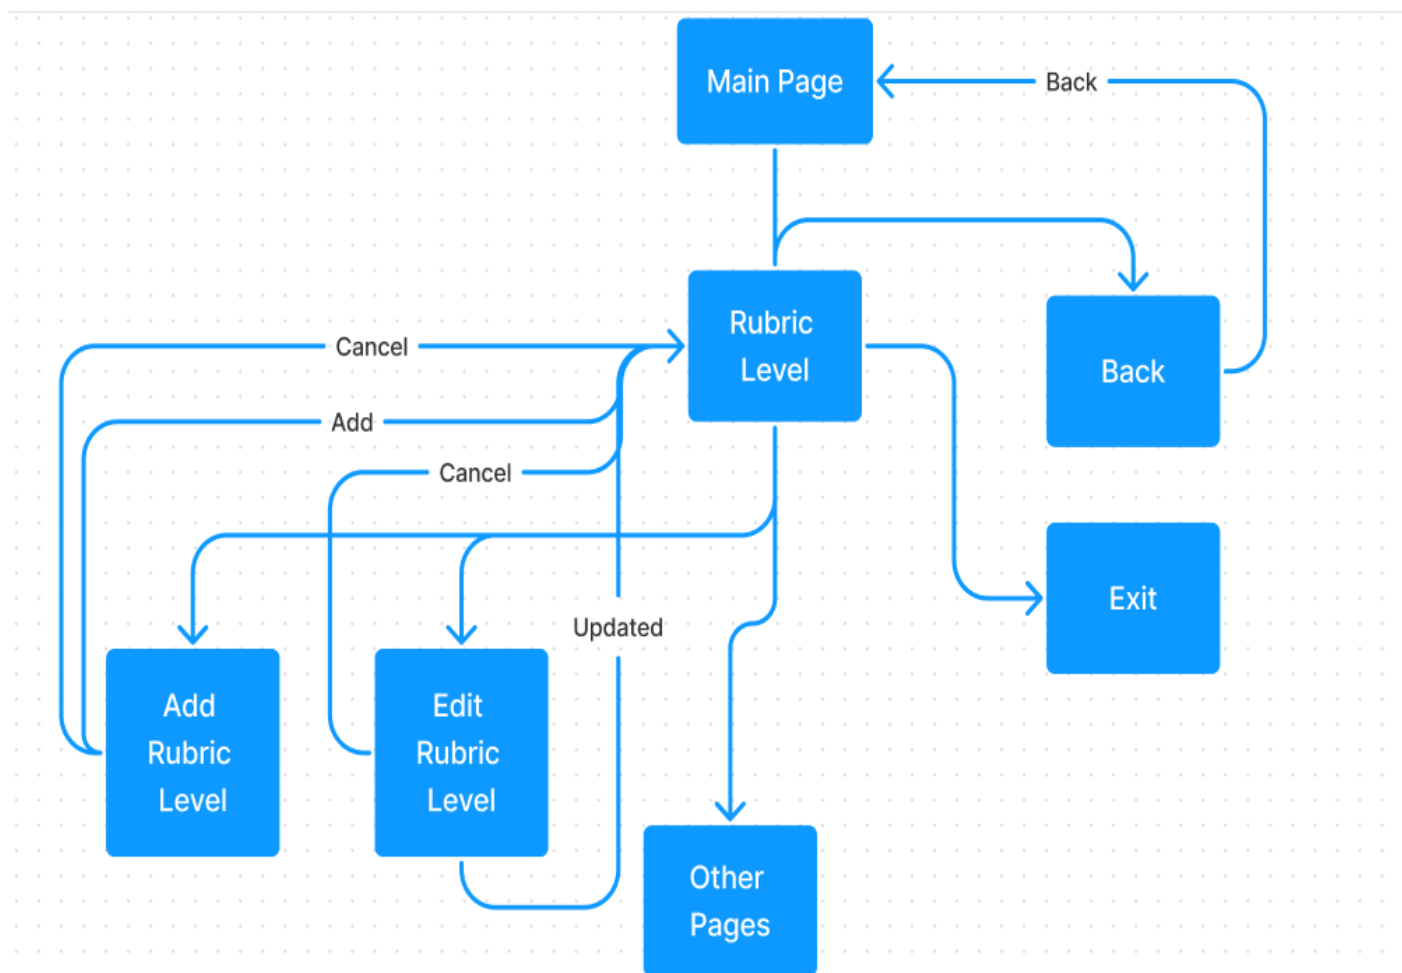 Main Page
Back
Rubric
Level
Cancel
Back
Add
Cancel
Exit
Updated
Add
Rubric
Level
Edit
Rubric
Level
Other
Pages